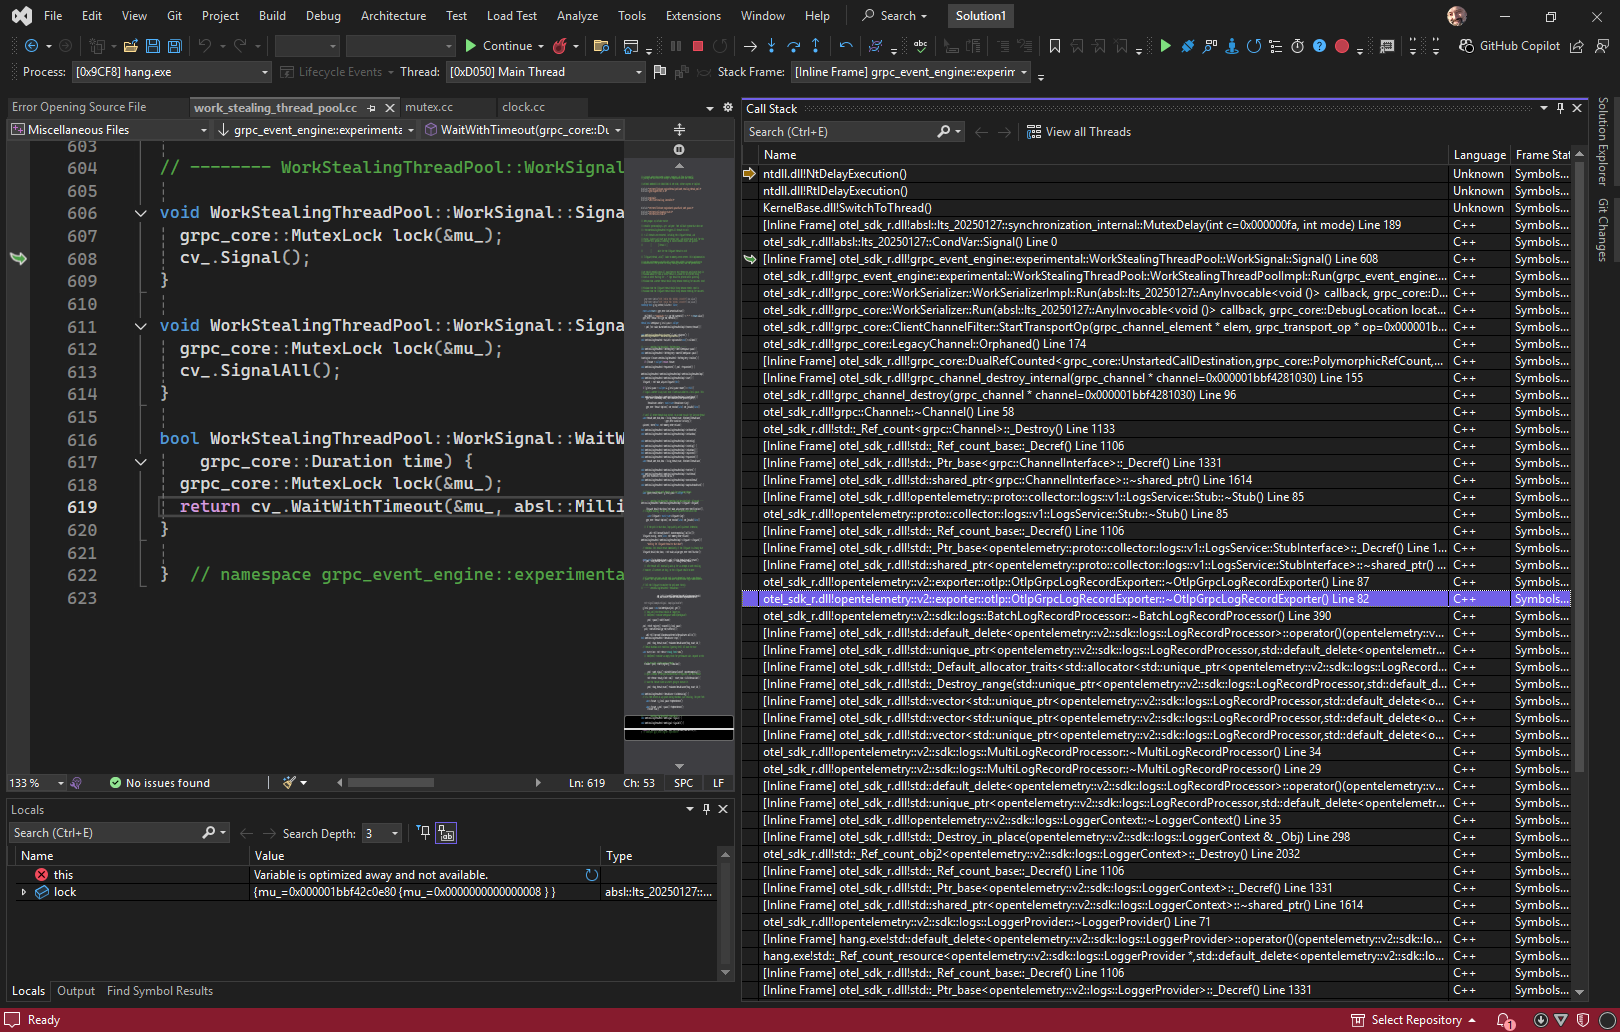 File Edit View Git Project Build Debug Architecture Test Load Test Analyze Tools Extensions Window Help Search Solution1
Continue GitHub Copilot
Process: [0x9CF8] hang.exe Lifecycle Events Thread: [0xD050] Main Thread Stack Frame: [Inline Frame] grpc_event_engine::experim
Error Opening Source File work_stealing_thread_pool.cc mutex.cc clock.cc
Miscellaneous Files grpc_event_engine::experimenta WaitWithTimeout(grpc_core::Du
603
604 // -------- WorkStealingThreadPool::WorkSignal
605
606 void WorkStealingThreadPool::WorkSignal::Signa
607 grpc_core::MutexLock lock(&mu_);
608 cv_.Signal();
609 }
610
611 void WorkStealingThreadPool::WorkSignal::Signa
612 grpc_core::MutexLock lock(&mu_);
613 cv_.SignalAll();
614 }
615
616 bool WorkStealingThreadPool::WorkSignal::WaitW
617 grpc_core::Duration time) {
618 grpc_core::MutexLock lock(&mu_);
619 return cv_.WaitWithTimeout(&mu_, absl::Milli
620 }
621
622 } // namespace grpc_event_engine::experimenta
623
133 % No issues found Ln: 619 Ch: 53 SPC LF
Locals
Search (Ctrl+E) Search Depth: 3
Name Value Type
this Variable is optimized away and not available.
lock {mu_=0x000001bbf42c0e80 {mu_=0x0000000000000008 } } absl::lts_20250127::...
Locals Output Find Symbol Results
Call Stack
Search (Ctrl+E) View all Threads
Name Language Frame Stat
ntdll.dll!NtDelayExecution() Unknown Symbols...
ntdll.dll!RtlDelayExecution() Unknown Symbols...
KernelBase.dll!SwitchToThread() Unknown Symbols...
[Inline Frame] otel_sdk_r.dll!absl::lts_20250127::synchronization_internal::MutexDelay(int c=0x000000fa, int mode) Line 189 C++ Symbols...
otel_sdk_r.dll!absl::lts_20250127::CondVar::Signal() Line 0 C++ Symbols...
[Inline Frame] otel_sdk_r.dll!grpc_event_engine::experimental::WorkStealingThreadPool::WorkSignal::Signal() Line 608 C++ Symbols...
otel_sdk_r.dll!grpc_event_engine::experimental::WorkStealingThreadPool::WorkStealingThreadPoolImpl::Run(grpc_event_engine:... C++ Symbols...
otel_sdk_r.dll!grpc_core::WorkSerializer::WorkSerializerImpl::Run(absl::lts_20250127::AnyInvocable<void ()> callback, grpc_core::D... C++ Symbols...
otel_sdk_r.dll!grpc_core::WorkSerializer::Run(absl::lts_20250127::AnyInvocable<void ()> callback, grpc_core::DebugLocation locat... C++ Symbols...
otel_sdk_r.dll!grpc_core::ClientChannelFilter::StartTransportOp(grpc_channel_element * elem, grpc_transport_op * op=0x000001b... C++ Symbols...
otel_sdk_r.dll!grpc_core::LegacyChannel::Orphaned() Line 174 C++ Symbols...
[Inline Frame] otel_sdk_r.dll!grpc_core::DualRefCounted<grpc_core::UnstartedCallDestination,grpc_core::PolymorphicRefCount,... C++ Symbols...
[Inline Frame] otel_sdk_r.dll!grpc_channel_destroy_internal(grpc_channel * channel=0x000001bbf4281030) Line 155 C++ Symbols...
otel_sdk_r.dll!grpc_channel_destroy(grpc_channel * channel=0x000001bbf4281030) Line 96 C++ Symbols...
otel_sdk_r.dll!grpc::Channel::~Channel() Line 58 C++ Symbols...
otel_sdk_r.dll!std::_Ref_count<grpc::Channel>::_Destroy() Line 1133 C++ Symbols...
[Inline Frame] otel_sdk_r.dll!std::_Ref_count_base::_Decref() Line 1106 C++ Symbols...
[Inline Frame] otel_sdk_r.dll!std::_Ptr_base<grpc::ChannelInterface>::_Decref() Line 1331 C++ Symbols...
[Inline Frame] otel_sdk_r.dll!std::shared_ptr<grpc::ChannelInterface>::~shared_ptr() Line 1614 C++ Symbols...
[Inline Frame] otel_sdk_r.dll!opentelemetry::proto::collector::logs::v1::LogsService::Stub::~Stub() Line 85 C++ Symbols...
otel_sdk_r.dll!opentelemetry::proto::collector::logs::v1::LogsService::Stub::~Stub() Line 85 C++ Symbols...
[Inline Frame] otel_sdk_r.dll!std::_Ref_count_base::_Decref() Line 1106 C++ Symbols...
[Inline Frame] otel_sdk_r.dll!std::_Ptr_base<opentelemetry::proto::collector::logs::v1::LogsService::StubInterface>::_Decref() Line 1... C++ Symbols...
[Inline Frame] otel_sdk_r.dll!std::shared_ptr<opentelemetry::proto::collector::logs::v1::LogsService::StubInterface>::~shared_ptr() ... C++ Symbols...
otel_sdk_r.dll!opentelemetry::v2::exporter::otlp::OtlpGrpcLogRecordExporter::~OtlpGrpcLogRecordExporter() Line 87 C++ Symbols...
otel_sdk_r.dll!opentelemetry::v2::exporter::otlp::OtlpGrpcLogRecordExporter::~OtlpGrpcLogRecordExporter() Line 82 C++ Symbols...
otel_sdk_r.dll!opentelemetry::v2::sdk::logs::BatchLogRecordProcessor::~BatchLogRecordProcessor() Line 390 C++ Symbols...
[Inline Frame] otel_sdk_r.dll!std::default_delete<opentelemetry::v2::sdk::logs::LogRecordProcessor>::operator()(opentelemetry::v... C++ Symbols...
[Inline Frame] otel_sdk_r.dll!std::unique_ptr<opentelemetry::v2::sdk::logs::LogRecordProcessor,std::default_delete<opentelemetr... C++ Symbols...
[Inline Frame] otel_sdk_r.dll!std::_Default_allocator_traits<std::allocator<std::unique_ptr<opentelemetry::v2::sdk::logs::LogRecord... C++ Symbols...
[Inline Frame] otel_sdk_r.dll!std::_Destroy_range(std::unique_ptr<opentelemetry::v2::sdk::logs::LogRecordProcessor,std::default_d... C++ Symbols...
[Inline Frame] otel_sdk_r.dll!std::vector<std::unique_ptr<opentelemetry::v2::sdk::logs::LogRecordProcessor,std::default_delete<o... C++ Symbols...
[Inline Frame] otel_sdk_r.dll!std::vector<std::unique_ptr<opentelemetry::v2::sdk::logs::LogRecordProcessor,std::default_delete<o... C++ Symbols...
[Inline Frame] otel_sdk_r.dll!std::vector<std::unique_ptr<opentelemetry::v2::sdk::logs::LogRecordProcessor,std::default_delete<o... C++ Symbols...
otel_sdk_r.dll!opentelemetry::v2::sdk::logs::MultiLogRecordProcessor::~MultiLogRecordProcessor() Line 34 C++ Symbols...
otel_sdk_r.dll!opentelemetry::v2::sdk::logs::MultiLogRecordProcessor::~MultiLogRecordProcessor() Line 29 C++ Symbols...
[Inline Frame] otel_sdk_r.dll!std::default_delete<opentelemetry::v2::sdk::logs::LogRecordProcessor>::operator()(opentelemetry::v... C++ Symbols...
[Inline Frame] otel_sdk_r.dll!std::unique_ptr<opentelemetry::v2::sdk::logs::LogRecordProcessor,std::default_delete<opentelemetr... C++ Symbols...
otel_sdk_r.dll!opentelemetry::v2::sdk::logs::LoggerContext::~LoggerContext() Line 35 C++ Symbols...
[Inline Frame] otel_sdk_r.dll!std::_Destroy_in_place(opentelemetry::v2::sdk::logs::LoggerContext & _Obj) Line 298 C++ Symbols...
otel_sdk_r.dll!std::_Ref_count_obj2<opentelemetry::v2::sdk::logs::LoggerContext>::_Destroy() Line 2032 C++ Symbols...
[Inline Frame] otel_sdk_r.dll!std::_Ref_count_base::_Decref() Line 1106 C++ Symbols...
[Inline Frame] otel_sdk_r.dll!std::_Ptr_base<opentelemetry::v2::sdk::logs::LoggerContext>::_Decref() Line 1331 C++ Symbols...
[Inline Frame] otel_sdk_r.dll!std::shared_ptr<opentelemetry::v2::sdk::logs::LoggerContext>::~shared_ptr() Line 1614 C++ Symbols...
otel_sdk_r.dll!opentelemetry::v2::sdk::logs::LoggerProvider::~LoggerProvider() Line 71 C++ Symbols...
[Inline Frame] hang.exe!std::default_delete<opentelemetry::v2::sdk::logs::LoggerProvider>::operator()(opentelemetry::v2::sdk::lo... C++ Symbols...
hang.exe!std::_Ref_count_resource<opentelemetry::v2::sdk::logs::LoggerProvider *,std::default_delete<opentelemetry::v2::sdk::lo... C++ Symbols...
[Inline Frame] otel_sdk_r.dll!std::_Ref_count_base::_Decref() Line 1106 C++ Symbols...
[Inline Frame] otel_sdk_r.dll!std::_Ptr_base<opentelemetry::v2::logs::LoggerProvider>::_Decref() Line 1331 C++ Symbols...
Solution Explorer
Git Changes
Ready Select Repository 1